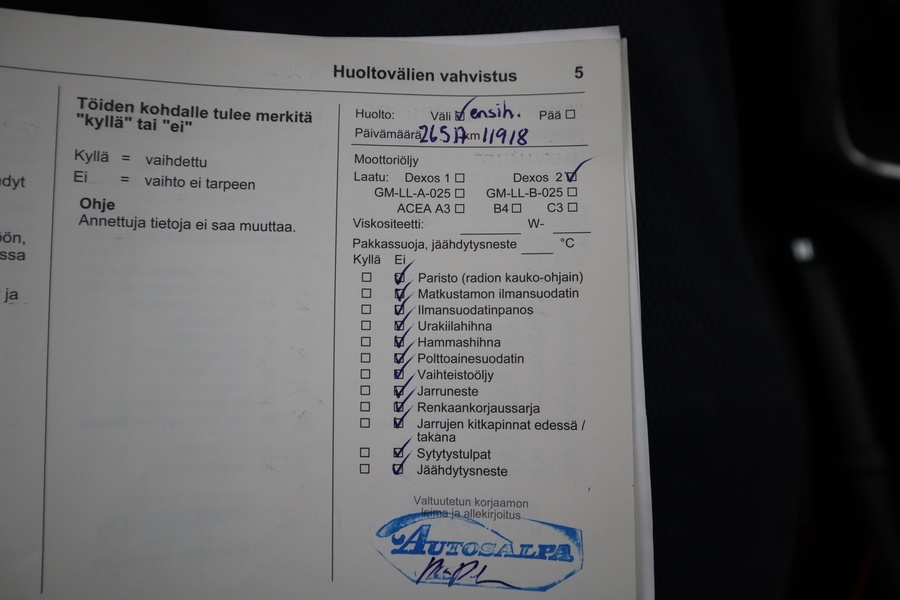 Huoltovälien vahvistus 5
dyt
ön,
ssa
ja
Töiden kohdalle tulee merkitä
"kyllä" tai "ei"
Kyllä = vaihdettu
Ei = vaihto ei tarpeen
Ohje
Annettuja tietoja ei saa muuttaa.
Huolto: Väli ensih. Pää
Päivämäärä 26517 km 11918
Moottoriöljy
Laatu: Dexos 1 Dexos 2
GM-LL-A-025 GM-LL-B-025
ACEA A3 B4 C3
Viskositeetti: W-
Pakkassuoja, jäähdytysneste °C
Kyllä Ei
Paristo (radion kauko-ohjain)
Matkustamon ilmansuodatin
Ilmansuodatinpanos
Urakiilahihna
Hammashihna
Polttoainesuodatin
Vaihteistoöljy
Jarruneste
Renkaankorjaussarja
Jarrujen kitkapinnat edessä /
takana
Sytytystulpat
Jäähdytysneste
Valtuutetun korjaamon
leima ja allekirjoitus
AUTOSALPA